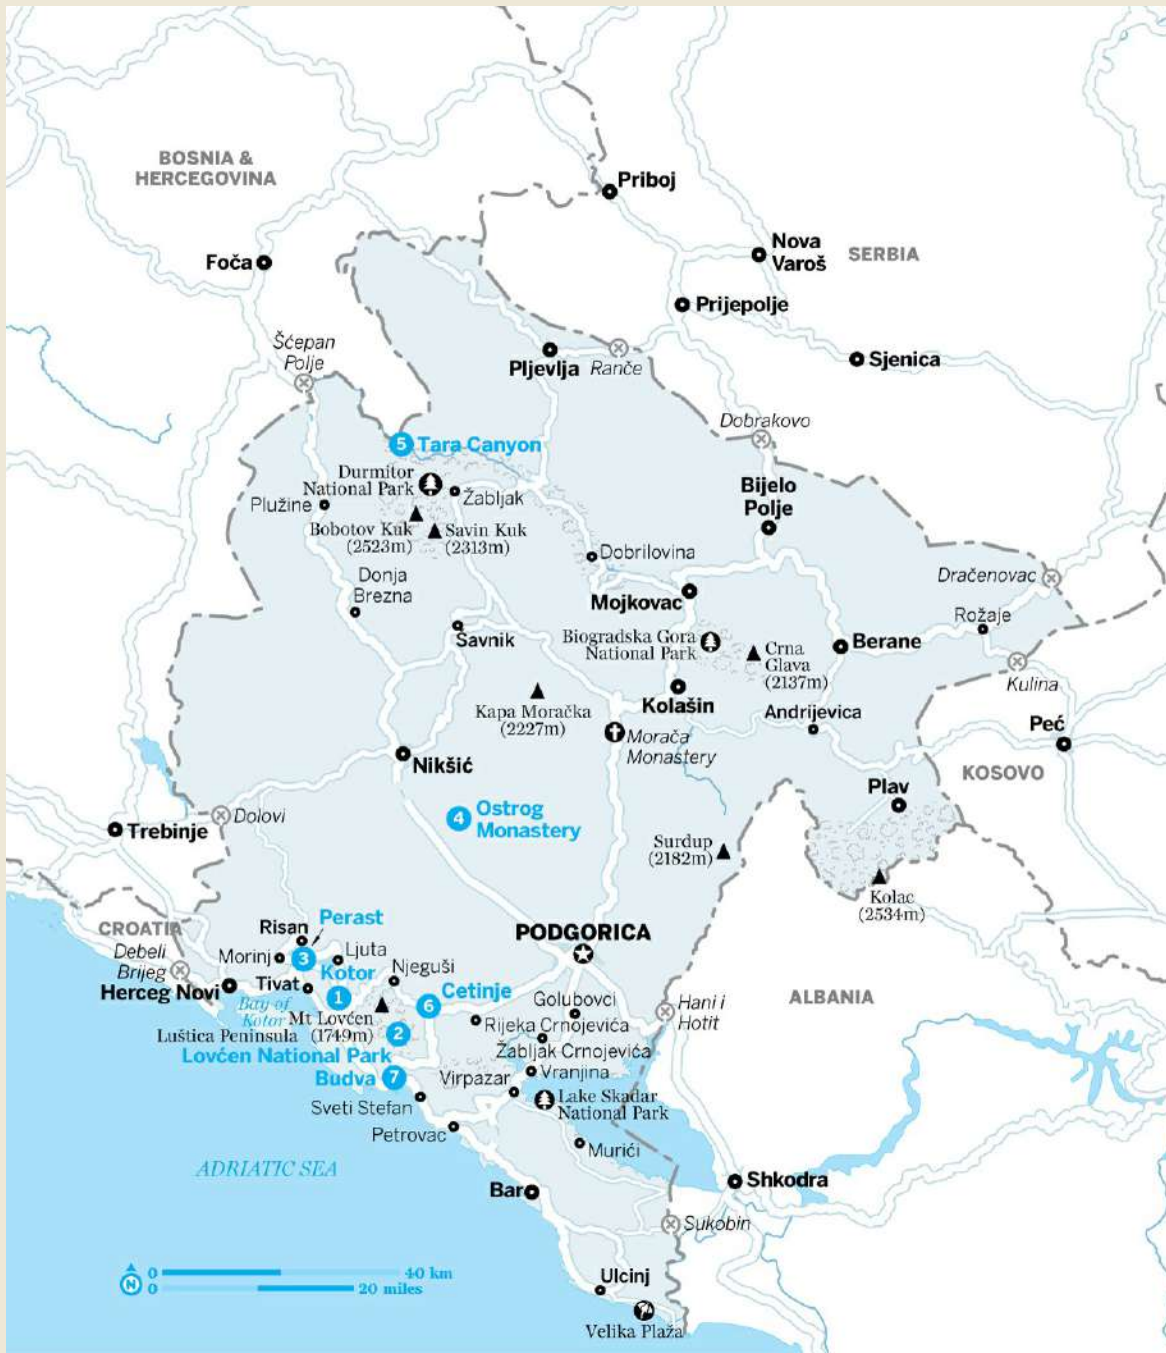 BOSNIA &
HERCEGOVINA
Priboj
Nova
Varoš
SERBIA
Foča
Prijepolje
Šćepan
Polje
Pljevlja
Ranče
Sjenica
Dobrakovo
5 Tara Canyon
Durmitor
National Park
Žabljak
Plužine
Bijelo
Polje
Bobotov Kuk
(2523m)
Savin Kuk
(2313m)
Dobrilovina
Donja
Brezna
Dračenovac
Mojkovac
Rožaje
Šavnik
Biogradska Gora
National Park
Crna
Glava
(2137m)
Berane
Kulina
Kapa Moračka
(2227m)
Kolašin
Andrijevica
Peć
Morača
Monastery
Nikšić
KOSOVO
Plav
4 Ostrog
Monastery
Dolovi
Trebinje
Surdup
(2182m)
Kolac
(2534m)
CROATIA
Debeli
Brijeg
Risan
Perast
PODGORICA
Morinj
3
Ljuta
Kotor
Njeguši
Herceg Novi
Tivat
1
Bay of
Kotor
Mt Lovćen
(1749m)
6
Cetinje
Golubovci
Hani i
Hotit
ALBANIA
Luštica Peninsula
2
Rijeka Crnojevića
Lovćen National Park
Žabljak Crnojevića
Budva 7
Virpazar
Vranjina
Sveti Stefan
Lake Skadar
National Park
Petrovac
Murići
ADRIATIC SEA
Bar
Shkodra
Sukobin
N
0 40 km
0 20 miles
Ulcinj
Velika Plaža